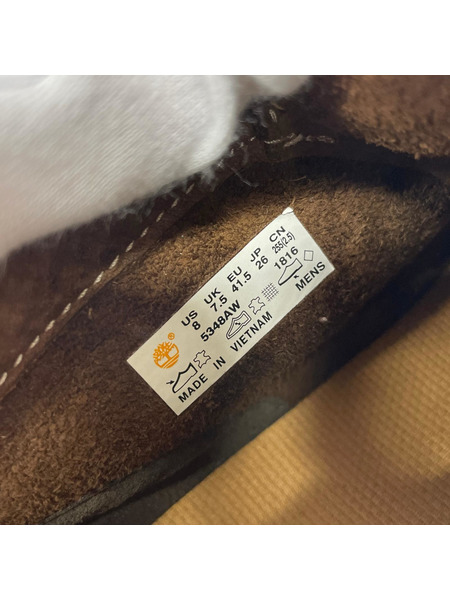 US UK EU JP CN
8 7.5 41.5 26 255(2.5)
5348AW 1816
MADE IN VIETNAM MENS
®